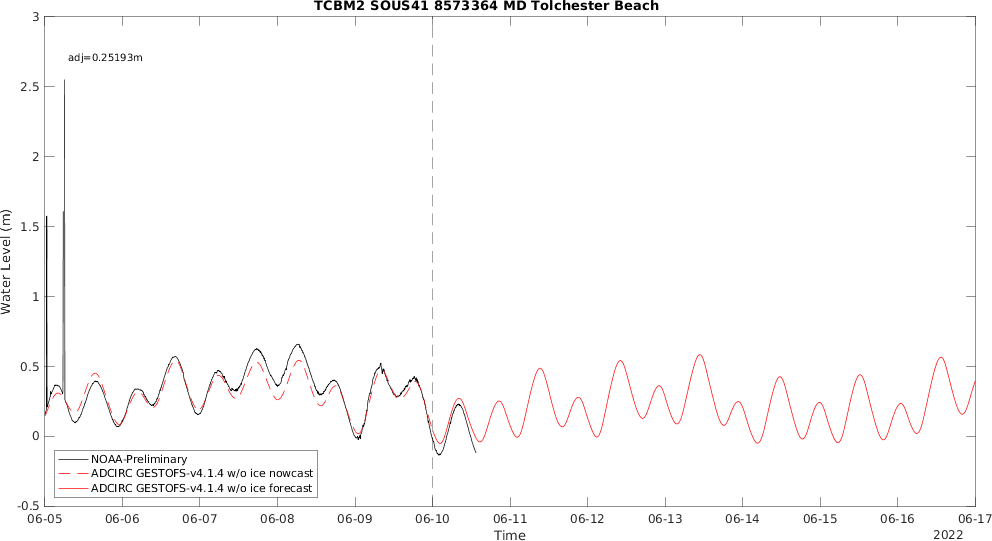 TCBM2 SOUS41 8573364 MD Tolchester Beach
adj=0.25193m
3
2.5
2
1.5
1
0.5
0
-0.5
Water Level (m)
NOAA-Preliminary
ADCIRC GESTOFS-v4.1.4 w/o ice nowcast
ADCIRC GESTOFS-v4.1.4 w/o ice forecast
06-05 06-06 06-07 06-08 06-09 06-10 06-11 06-12 06-13 06-14 06-15 06-16 06-17
Time
2022